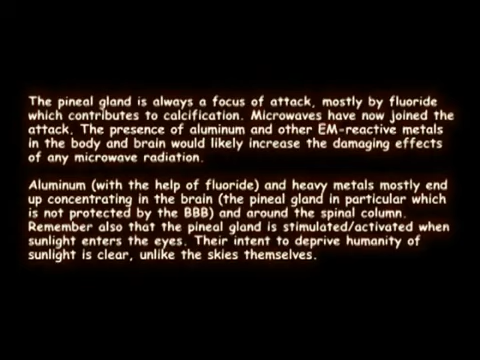 The pineal gland is always a focus of attack, mostly by fluoride
which contributes to calcification. Microwaves have now joined the
attack. The presence of aluminum and other EM-reactive metals
in the body and brain would likely increase the damaging effects
of any microwave radiation.
Aluminum (with the help of fluoride) and heavy metals mostly end
up concentrating in the brain (the pineal gland in particular which
is not protected by the BBB) and around the spinal column.
Remember also that the pineal gland is stimulated/activated when
sunlight enters the eyes. Their intent to deprive humanity of
sunlight is clear, unlike the skies themselves.